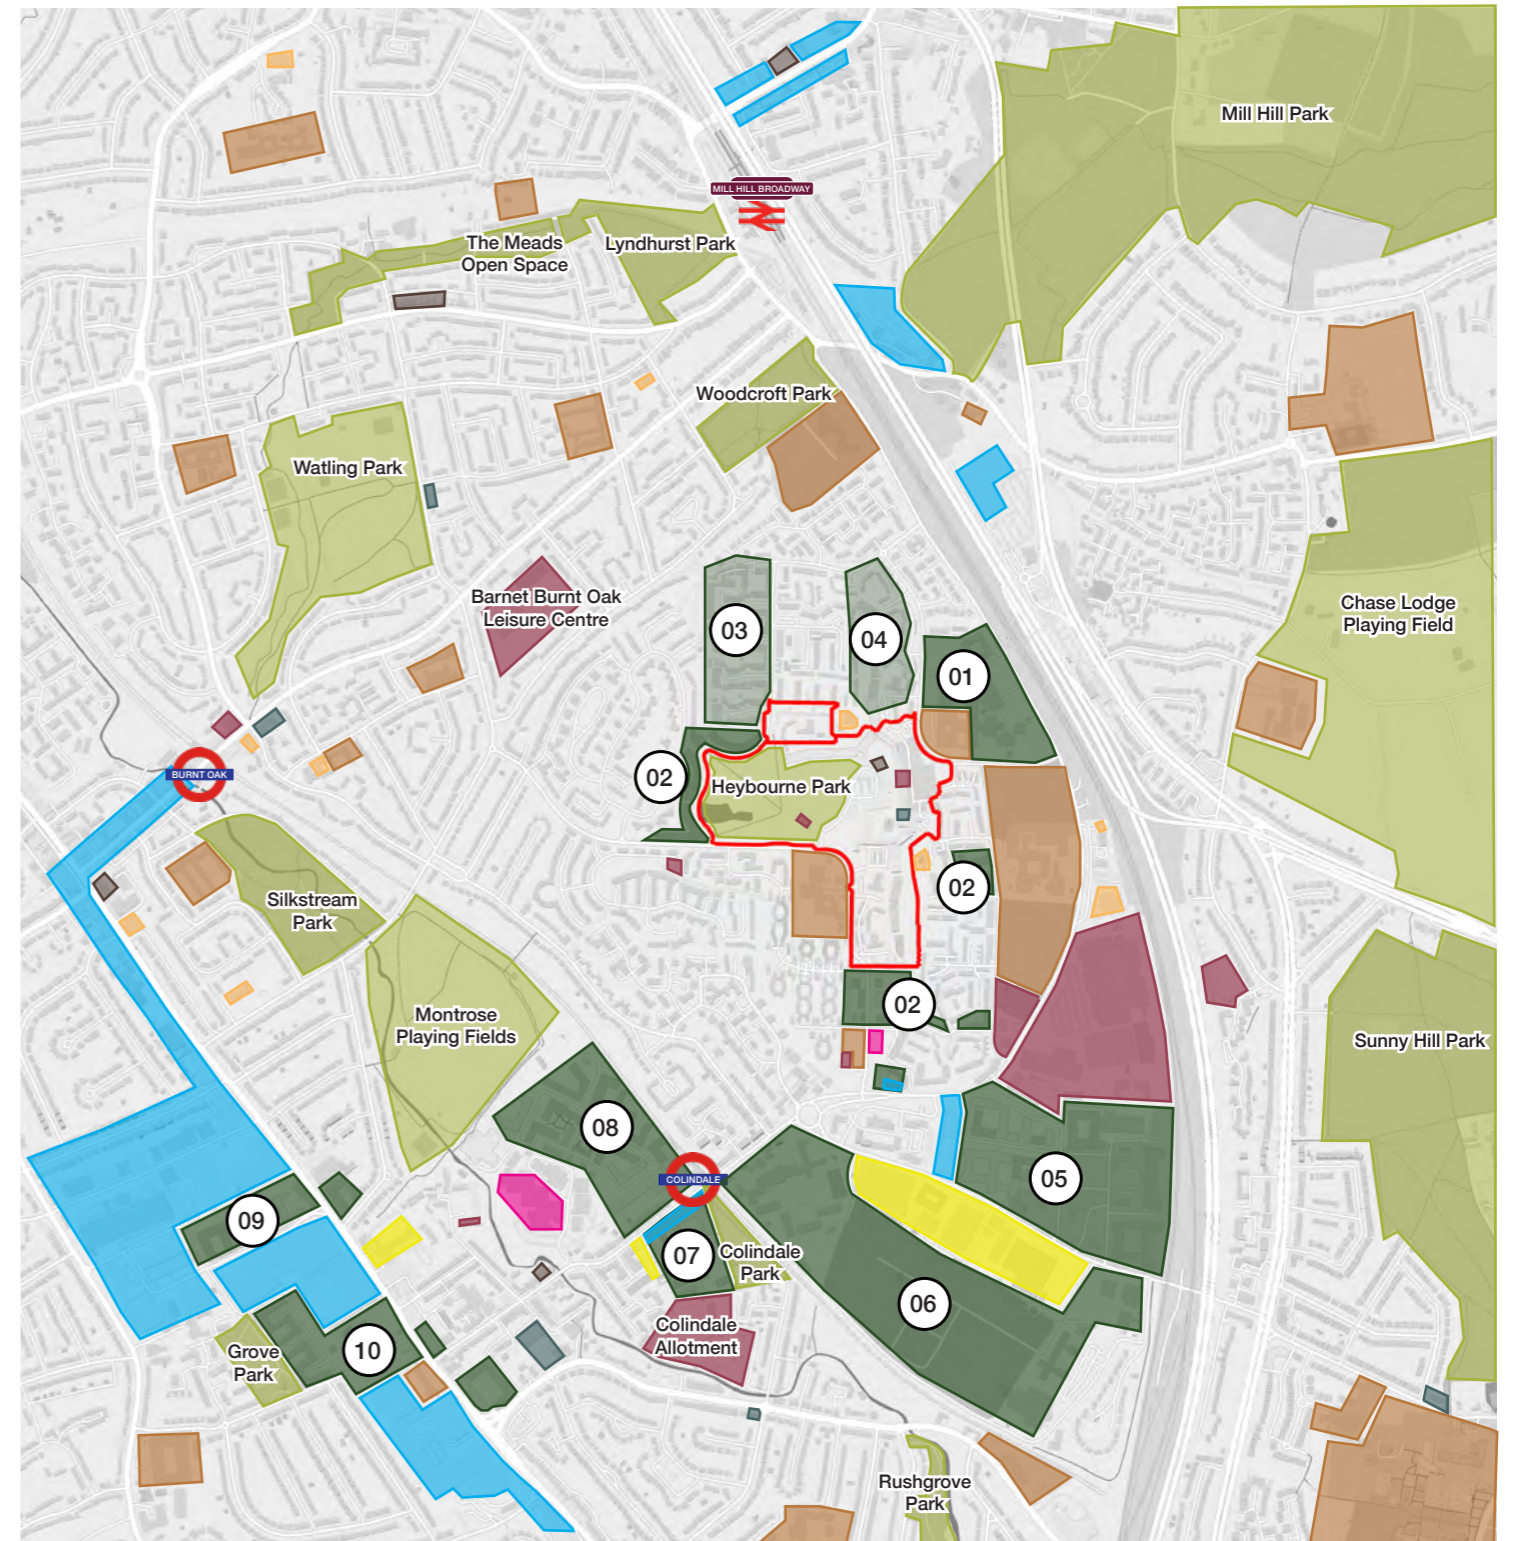 Mill Hill Park
MILL HILL BROADWAY
The Meads
Open Space
Lyndhurst Park
Woodcroft Park
Watling Park
Barnet Burnt Oak
Leisure Centre
Chase Lodge
Playing Field
03
04
01
BURNT OAK
02
Heybourne Park
02
Silkstream
Park
02
Montrose
Playing Fields
Sunny Hill Park
08
COLINDALE
05
09
07
Colindale
Park
06
Colindale
Allotment
Grove
Park
10
Rushgrove
Park